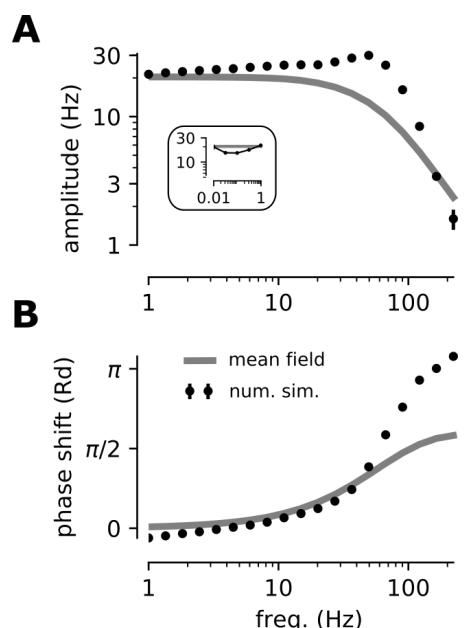 A
amplitude (Hz)
30
10
3
1
30
10
0.01 1
1 10 100
B
phase shift (Rd)
π
π/2
0
mean field
num. sim.
1 10 100
freq. (Hz)